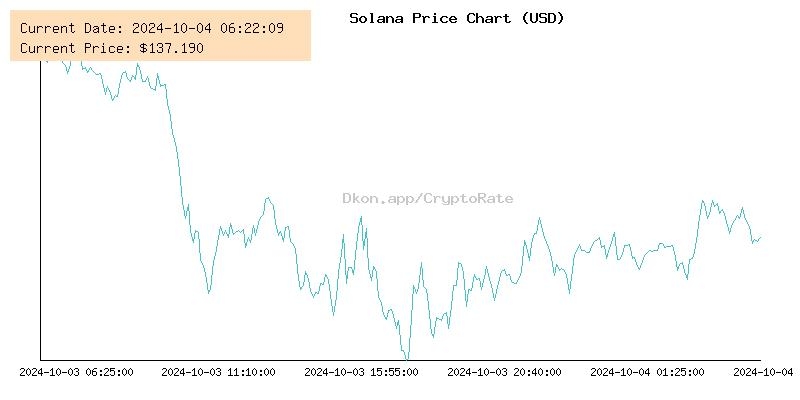 Solana Price Chart (USD)
Current Date: 2024-10-04 06:22:09
Current Price: $137.190
Dkon.app/CryptoRate
2024-10-03 06:25:00 2024-10-03 11:10:00 2024-10-03 15:55:00 2024-10-03 20:40:00 2024-10-04 01:25:00 2024-10-04